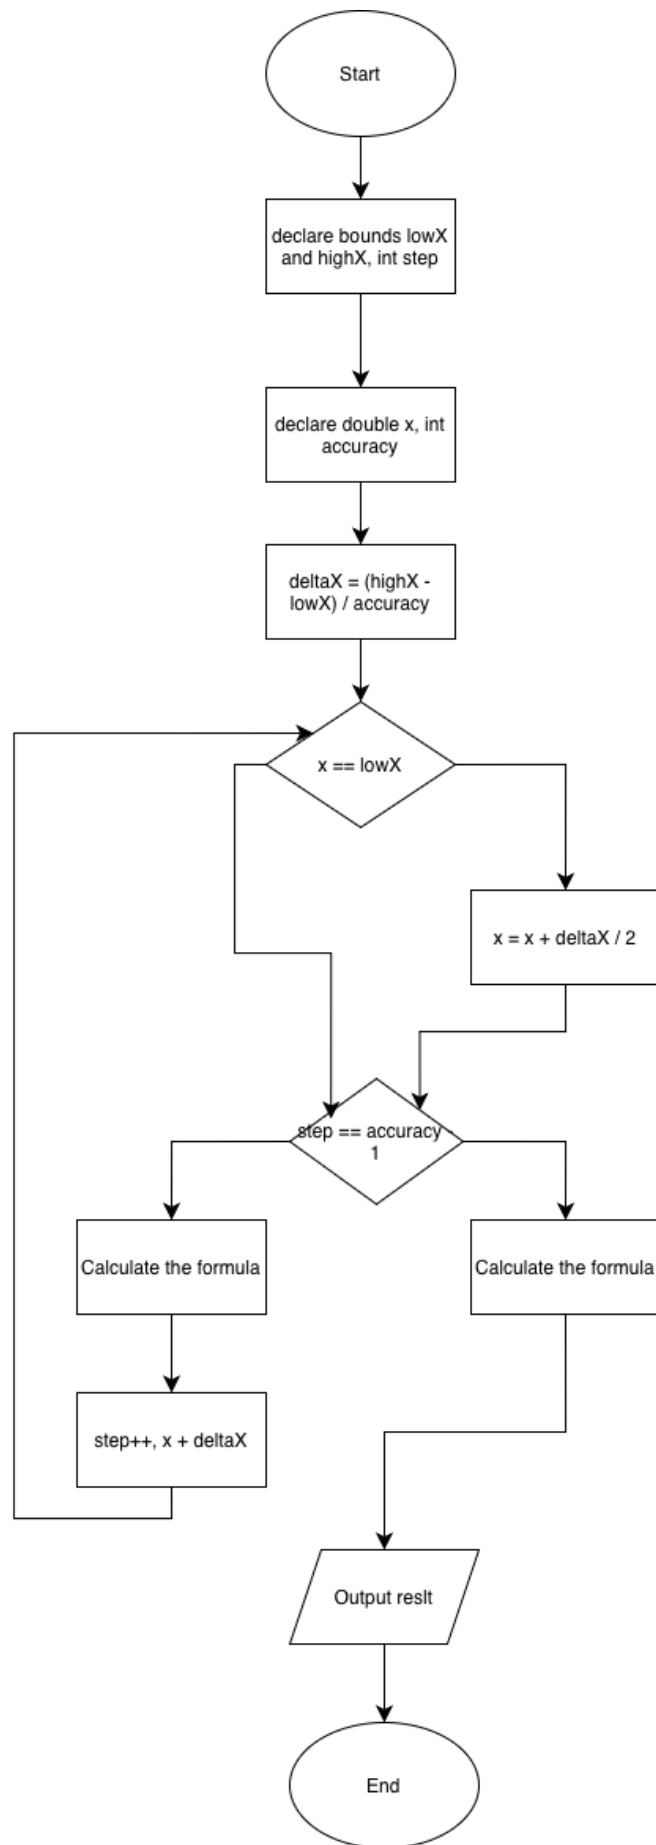 Start
declare bounds lowX
and highX, int step
declare double x, int
accuracy
deltaX = (highX -
lowX) / accuracy
x == lowX
x = x + deltaX / 2
step == accuracy -
1
Calculate the formula
Calculate the formula
step++, x + deltaX
Output reslt
End